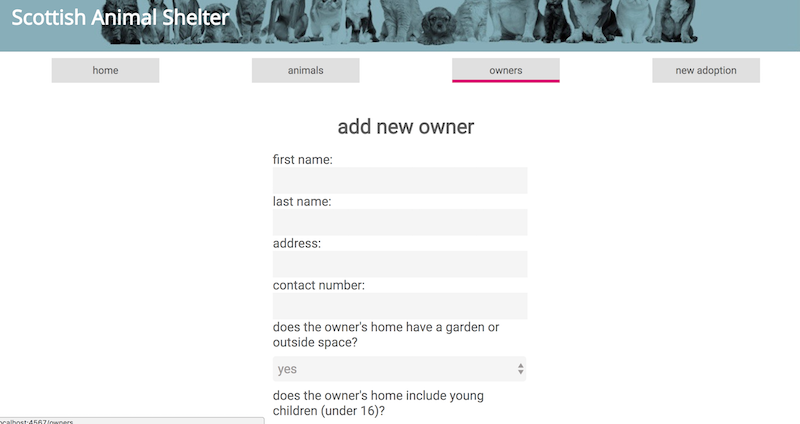 Scottish Animal Shelter
home animals owners new adoption
add new owner
first name:
last name:
address:
contact number:
does the owner's home have a garden or
outside space?
yes
does the owner's home include young
children (under 16)?
ocalhost:4567/owners